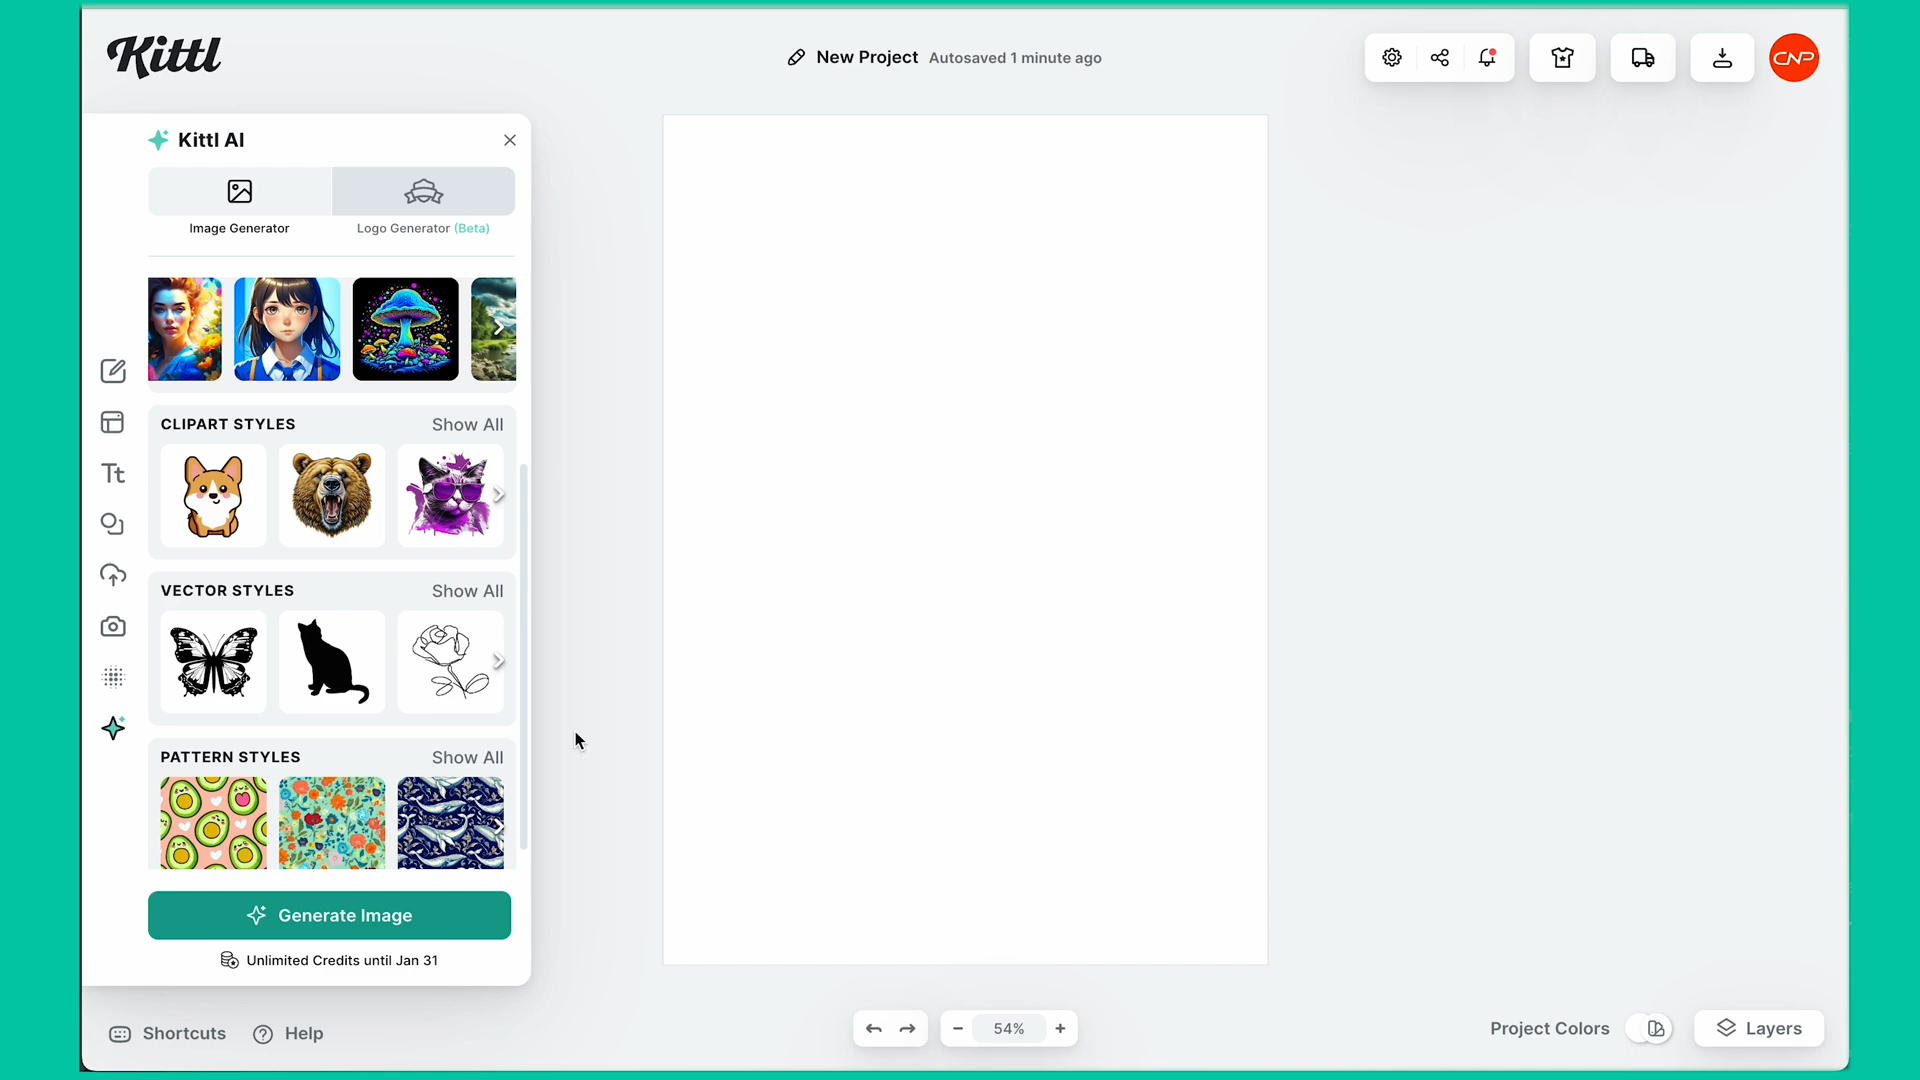 Kittl
New Project Autosaved 1 minute ago
CNP
Kittl AI
Image Generator
Logo Generator (Beta)
CLIPART STYLES Show All
VECTOR STYLES Show All
PATTERN STYLES Show All
Tt
Generate Image
Unlimited Credits until Jan 31
Shortcuts
Help
54%
Project Colors
Layers